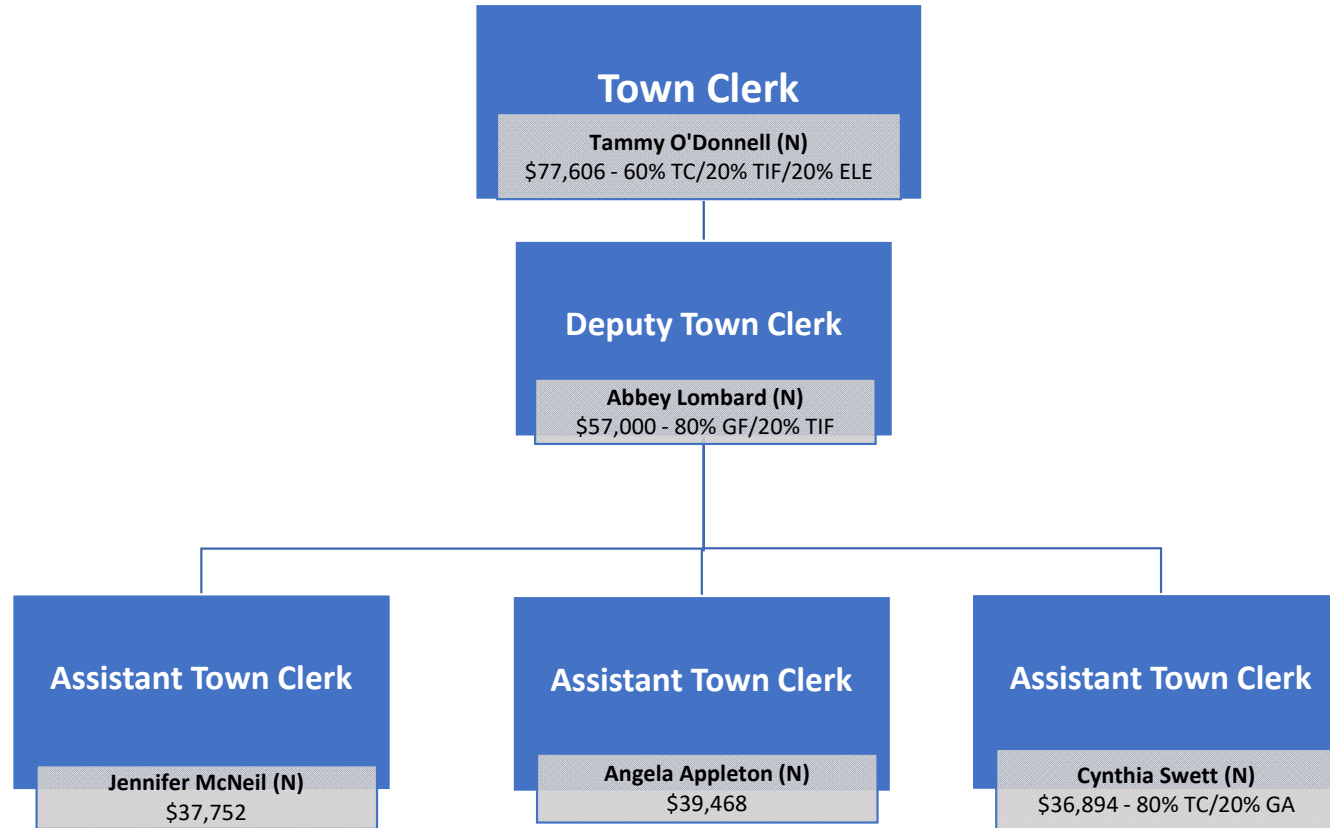 Town Clerk
Tammy O'Donnell (N)
$77,606 - 60% TC/20% TIF/20% ELE
Deputy Town Clerk
Abbey Lombard (N)
$57,000 - 80% GF/20% TIF
Assistant Town Clerk
Jennifer McNeil (N)
$37,752
Assistant Town Clerk
Angela Appleton (N)
$39,468
Assistant Town Clerk
Cynthia Swett (N)
$36,894 - 80% TC/20% GA